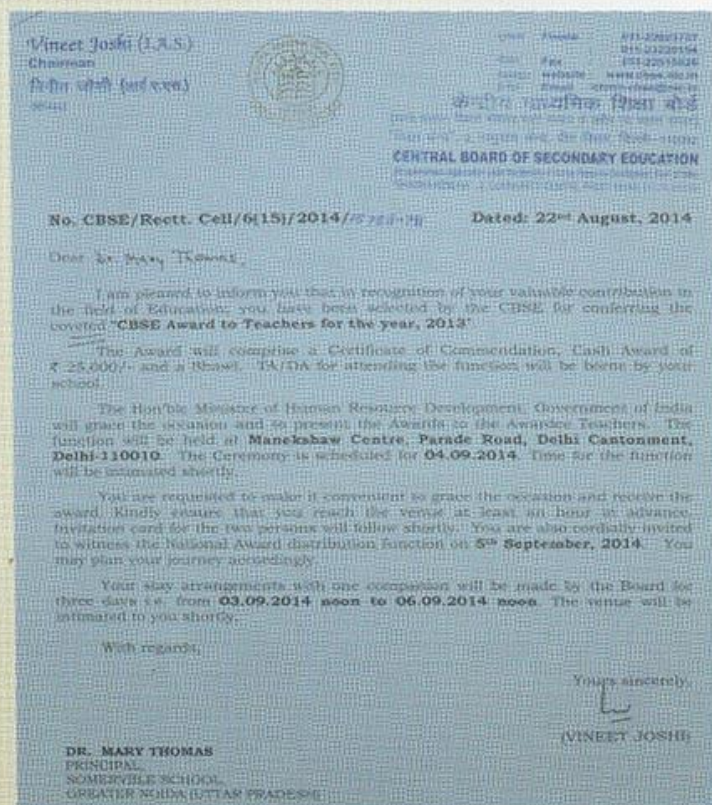 Vineet Joshi (I.A.S.)
Chairman
विनीत जोशी (आई.ए.एस.)
अध्यक्ष
Phone
Fax
website
केन्द्रीय माध्यमिक शिक्षा बोर्ड
CENTRAL BOARD OF SECONDARY EDUCATION
No. CBSE/Rectt. Cell/6(15)/2014/
Dated: 22nd August, 2014
Dear Dr. Mary Thomas,
I am pleased to inform you that in recognition of your valuable contribution in
the field of Education, you have been selected by the CBSE for conferring the
coveted "CBSE Award to Teachers for the year, 2013"
The Award will comprise a Certificate of Commendation, Cash Award of
₹ 25,000/- and a Shawl. TA/DA for attending the function will be borne by your
school.
The Hon'ble Minister of Human Resource Development, Government of India
will grace the occasion and to present the Awards to the Awardee Teachers. The
function will be held at Manekshaw Centre, Parade Road, Delhi Cantonment,
Delhi-110010. The Ceremony is scheduled for 04.09.2014. Time for the function
will be intimated shortly.
You are requested to make it convenient to grace the occasion and receive the
award. Kindly ensure that you reach the venue at least an hour in advance.
Invitation card for the two persons will follow shortly. You are also cordially invited
to witness the National Award distribution function on 5th September, 2014. You
may plan your journey accordingly.
Your stay arrangements with one companion will be made by the Board for
three days i.e. from 03.09.2014 noon to 06.09.2014 noon. The venue will be
intimated to you shortly.
With regards,
Yours sincerely,
(VINEET JOSHI)
DR. MARY THOMAS
PRINCIPAL,
SOMERVILLE SCHOOL,
GREATER NOIDA (UTTAR PRADESH)